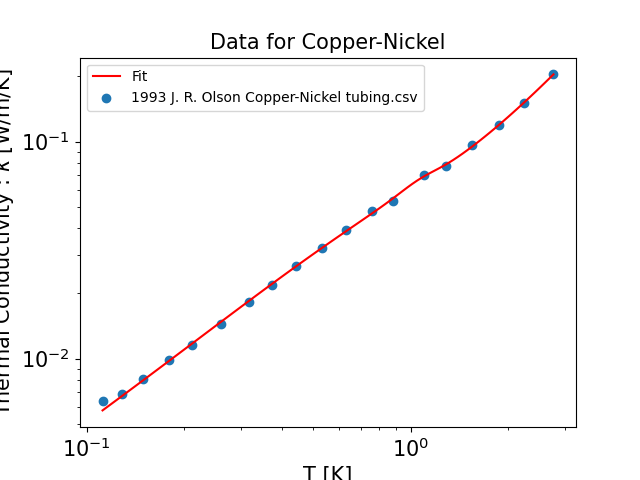 Data for Copper-Nickel
Fit
1993 J. R. Olson Copper-Nickel tubing.csv
Thermal Conductivity : k [W/m/K]
10⁻¹
10⁻²
10⁻¹
10⁰
T [K]